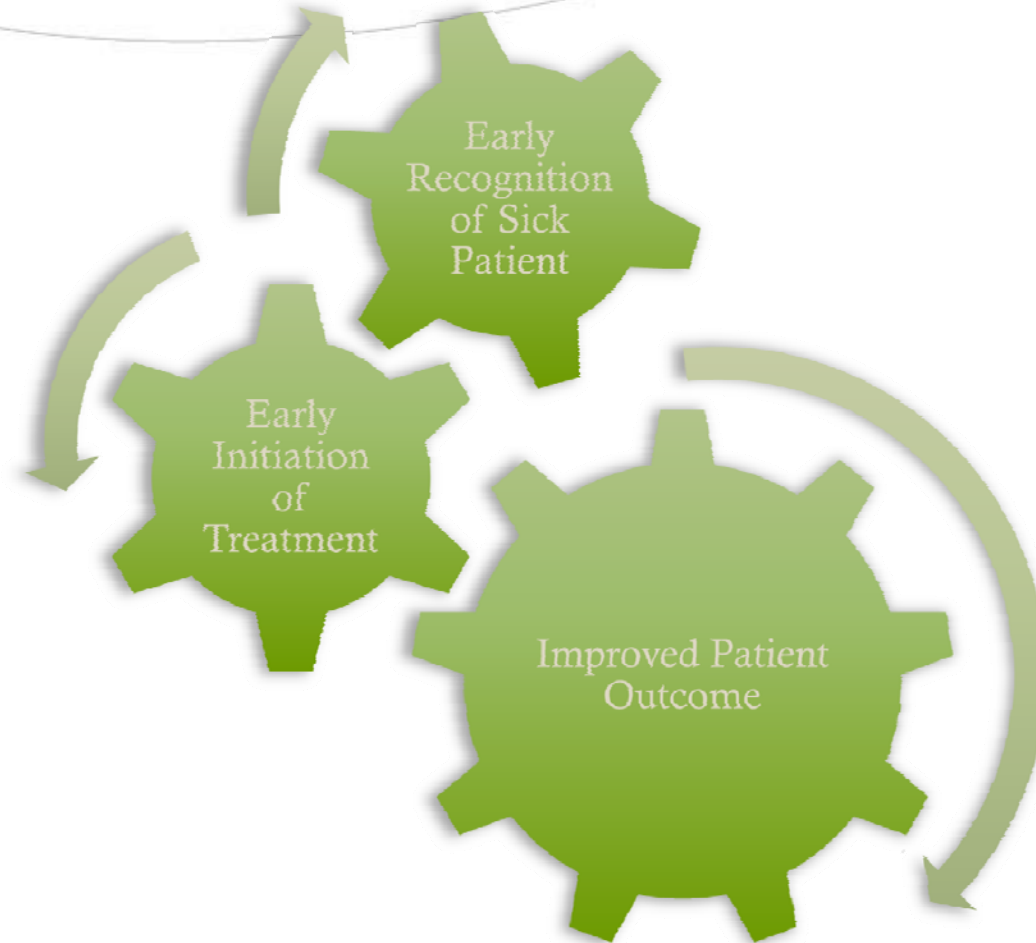 Early
Recognition
of Sick
Patient
Early
Initiation
of
Treatment
Improved Patient
Outcome